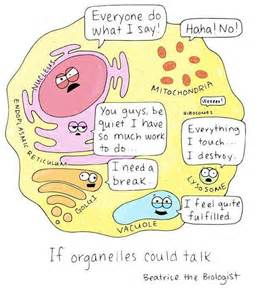 Everyone do
what I say!
Haha! No!
NUCLEUS
MITOCHONDRIA
Hooray!
RIBOSOMES
ENDOPLASMIC RETICULUM
You guys, be
quiet I have
so much work
to do...
Everything
I touch...
I destroy.
LYSOSOME
I need a
break.
GOLGI
I feel quite
fulfilled.
VACUOLE
If organelles could talk
Beatrice the Biologist